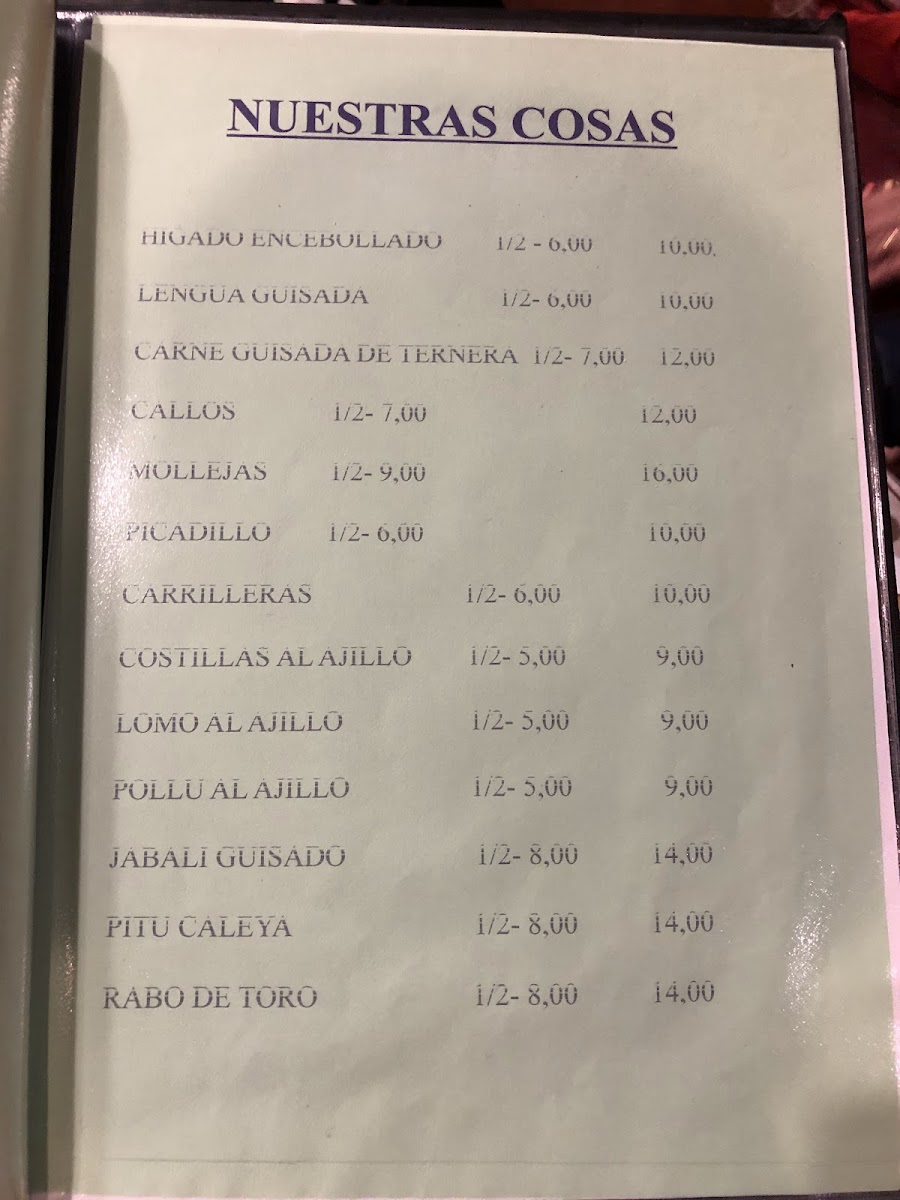 NUESTRAS COSAS
HIGADO ENCEBOLLADO 1/2 - 6,00 10,00
LENGUA GUISADA 1/2- 6,00 10,00
CARNE GUISADA DE TERNERA 1/2- 7,00 12,00
CALLOS 1/2- 7,00 12,00
MOLLEJAS 1/2- 9,00 16,00
PICADILLO 1/2- 6,00 10,00
CARRILLERAS 1/2- 6,00 10,00
COSTILLAS AL AJILLO 1/2- 5,00 9,00
LOMO AL AJILLO 1/2- 5,00 9,00
POLLU AL AJILLO 1/2- 5,00 9,00
JABALI GUISADO 1/2- 8,00 14,00
PITU CALEYA 1/2- 8,00 14,00
RABO DE TORO 1/2- 8,00 14,00